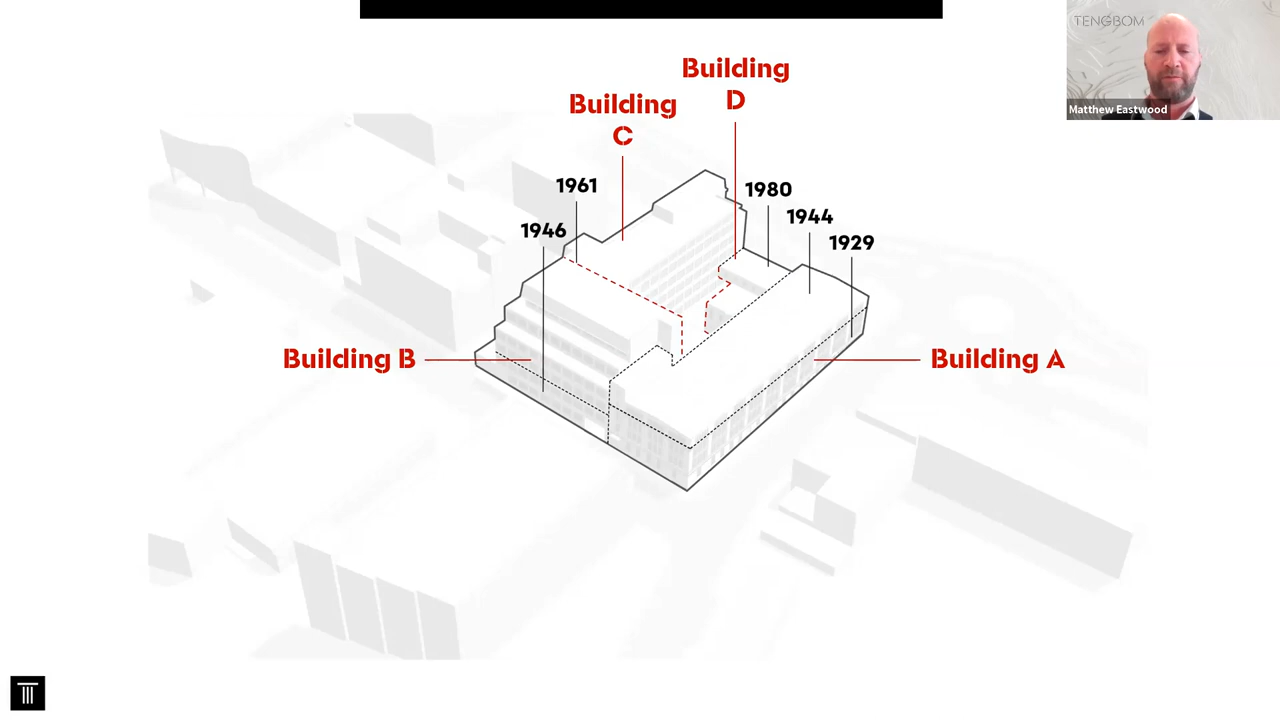 TENGBOM
Matthew Eastwood
Building
D
Building
C
1961
1980
1946
1944
1929
Building B
Building A